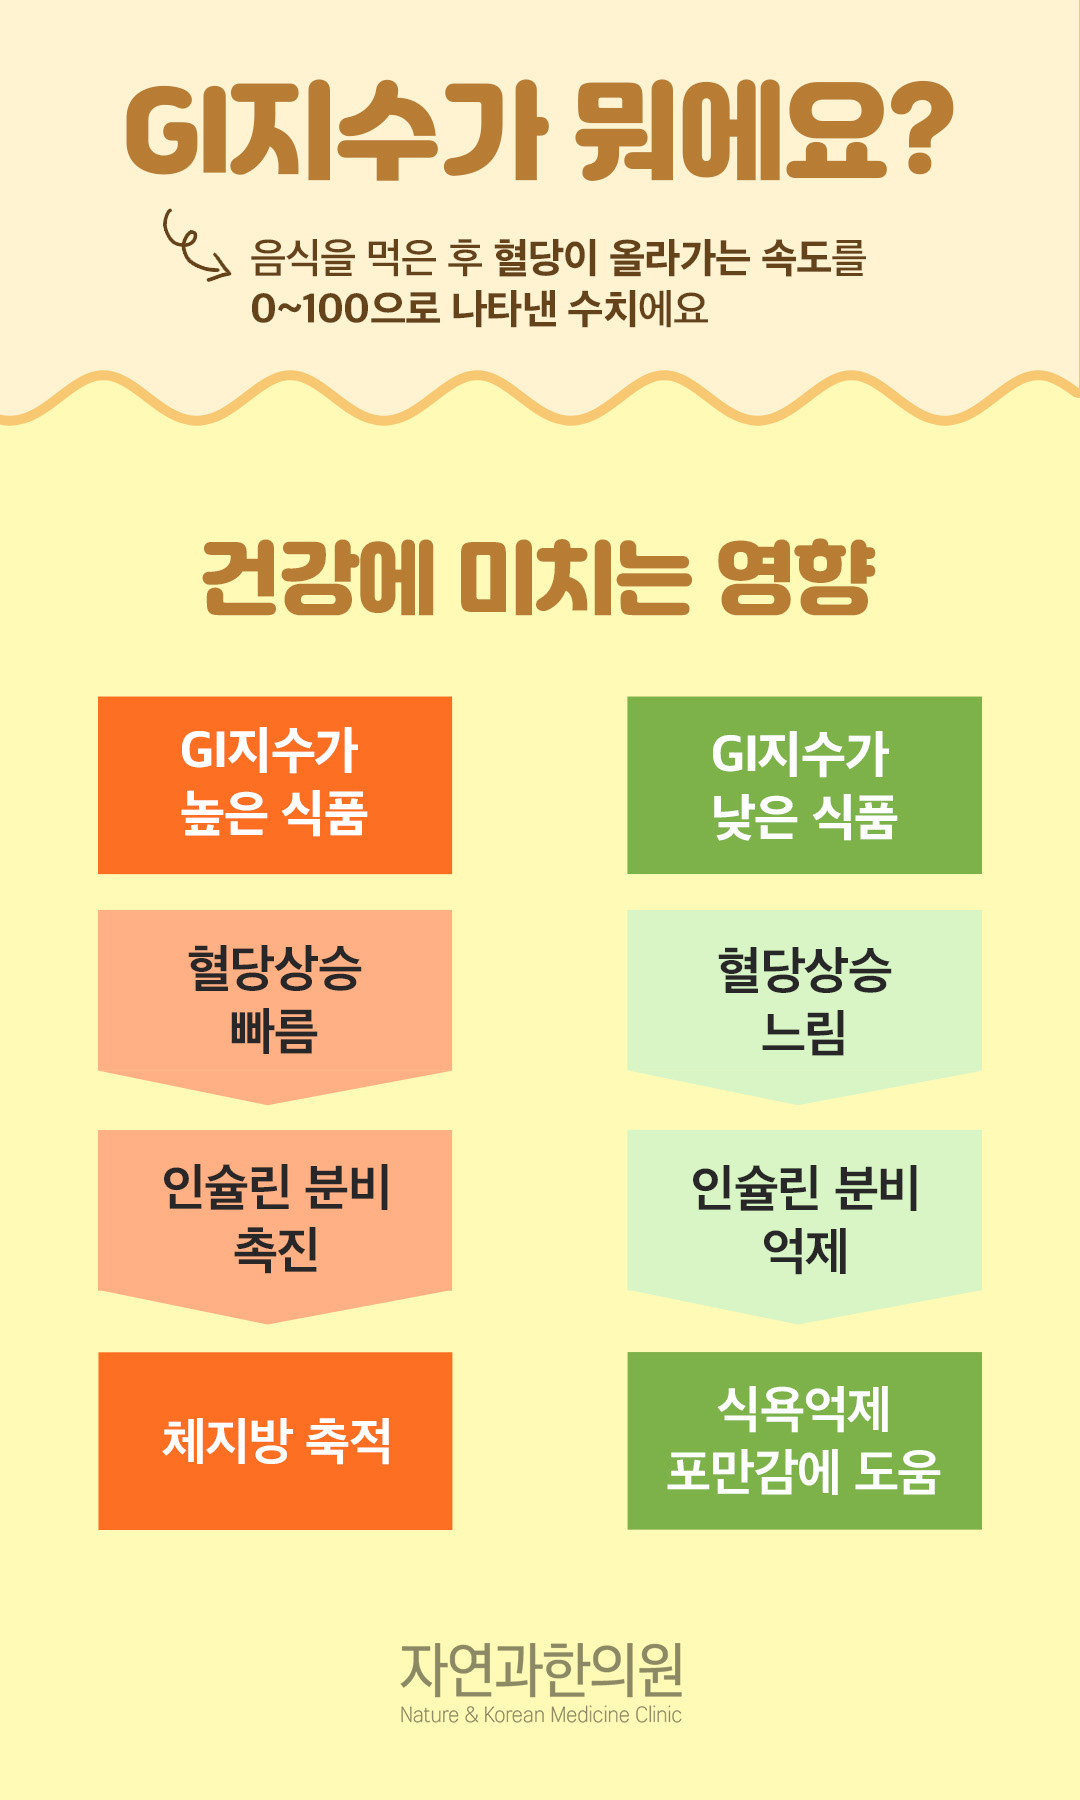 GI지수가 뭐에요?
음식을 먹은 후 혈당이 올라가는 속도를
0~100으로 나타낸 수치에요
건강에 미치는 영향
GI지수가
높은 식품
혈당상승
빠름
인슐린 분비
촉진
체지방 축적
GI지수가
낮은 식품
혈당상승
느림
인슐린 분비
억제
식욕억제
포만감에 도움
자연과한의원
Nature & Korean Medicine Clinic